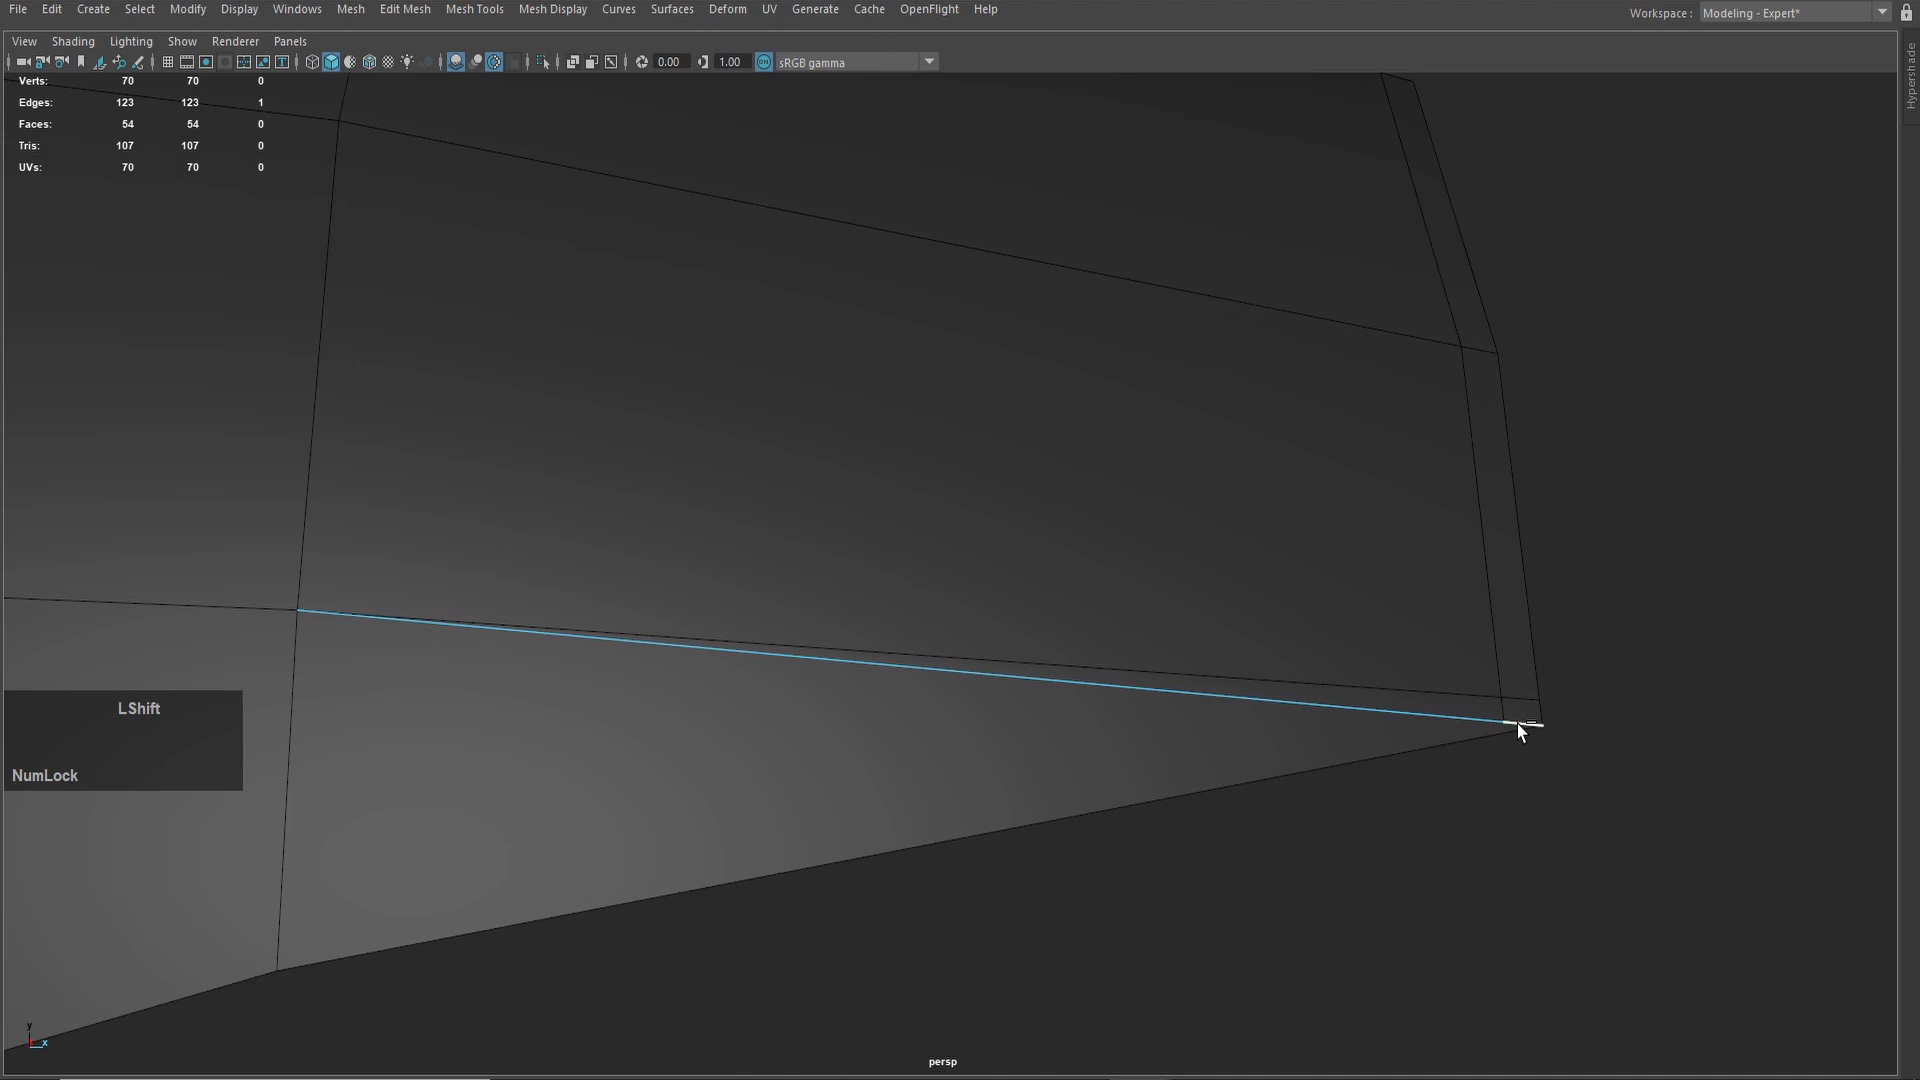 File Edit Create Select Modify Display Windows Mesh Edit Mesh Mesh Tools Mesh Display Curves Surfaces Deform UV Generate Cache OpenFlight Help Workspace : Modeling - Expert*
View Shading Lighting Show Renderer Panels
0.00 1.00 ON sRGB gamma
Hypershade
Verts: 70 70 0
Edges: 123 123 1
Faces: 54 54 0
Tris: 107 107 0
UVs: 70 70 0
LShift
NumLock
y
x
persp